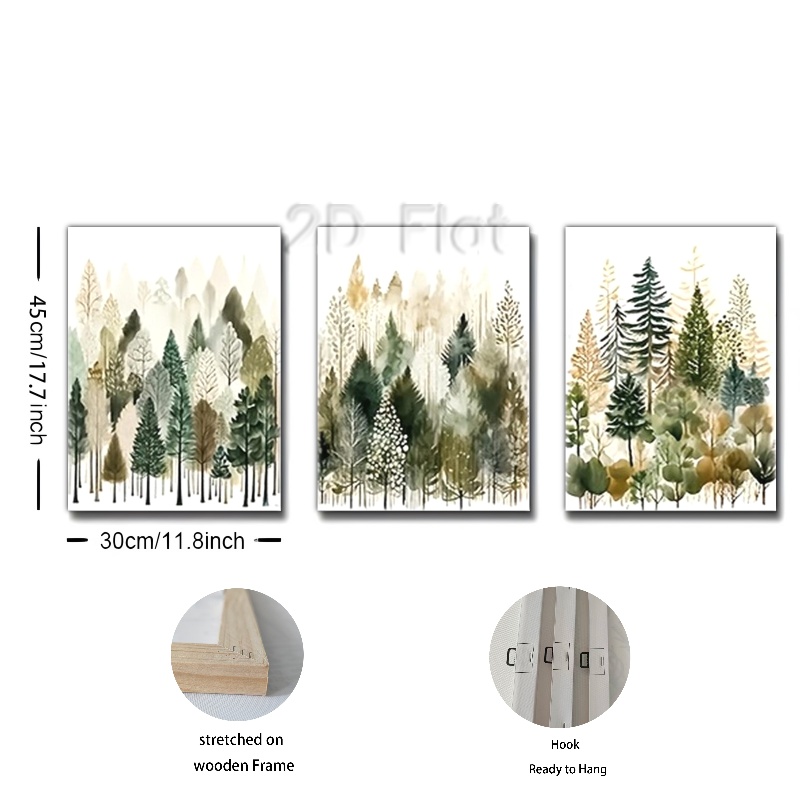 2D Flat
45cm/17.7inch
30cm/11.8inch
stretched on
wooden Frame
Hook
Ready to Hang